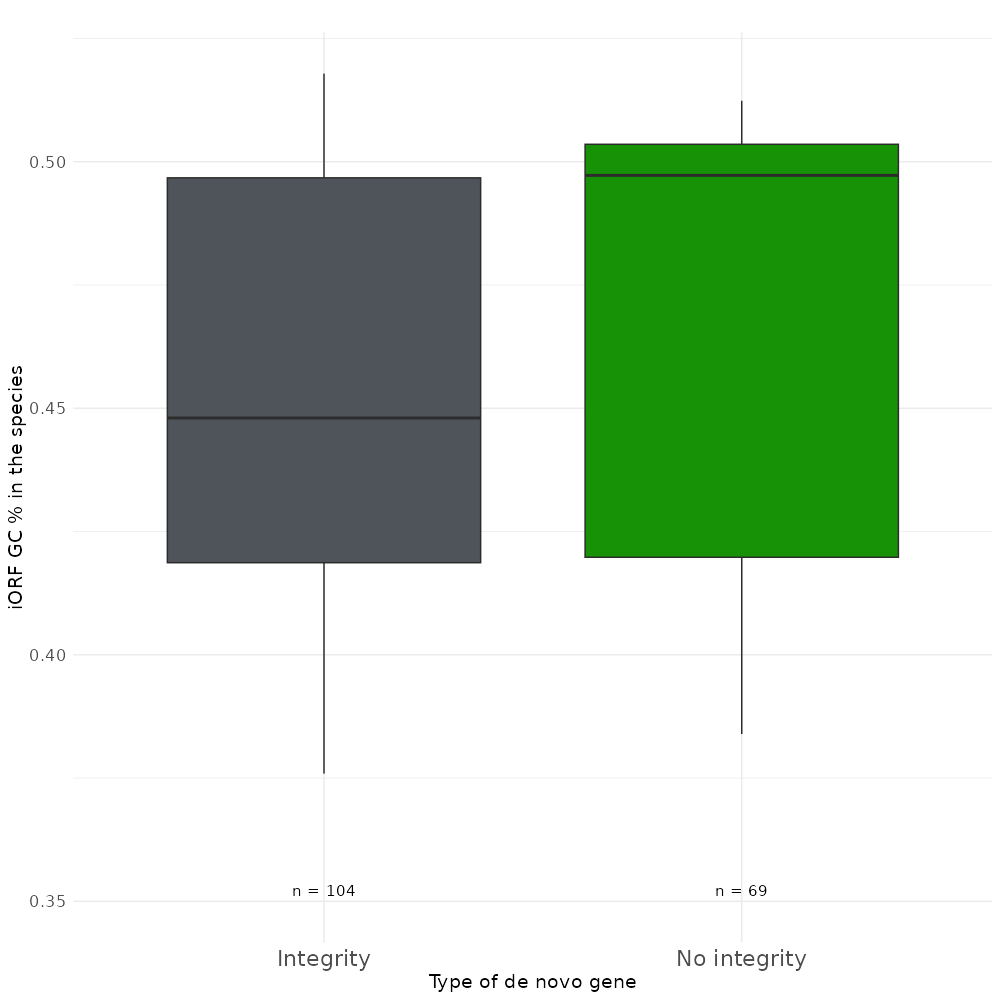 iORF GC % in the species
0.50
0.45
0.40
0.35
n = 104
n = 69
Integrity
No integrity
Type of de novo gene